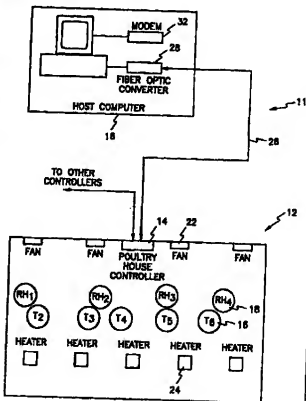 MODEM
32
28
FIBER OPTIC
CONVERTER
HOST COMPUTER
18
11
26
TO OTHER
CONTROLLERS
14
22
12
FAN
FAN
POULTRY
HOUSE
CONTROLLER
FAN
FAN
RH1
RH2
RH3
RH4
18
T2
T3
T4
T5
T6
16
HEATER
HEATER
HEATER
HEATER
HEATER
24